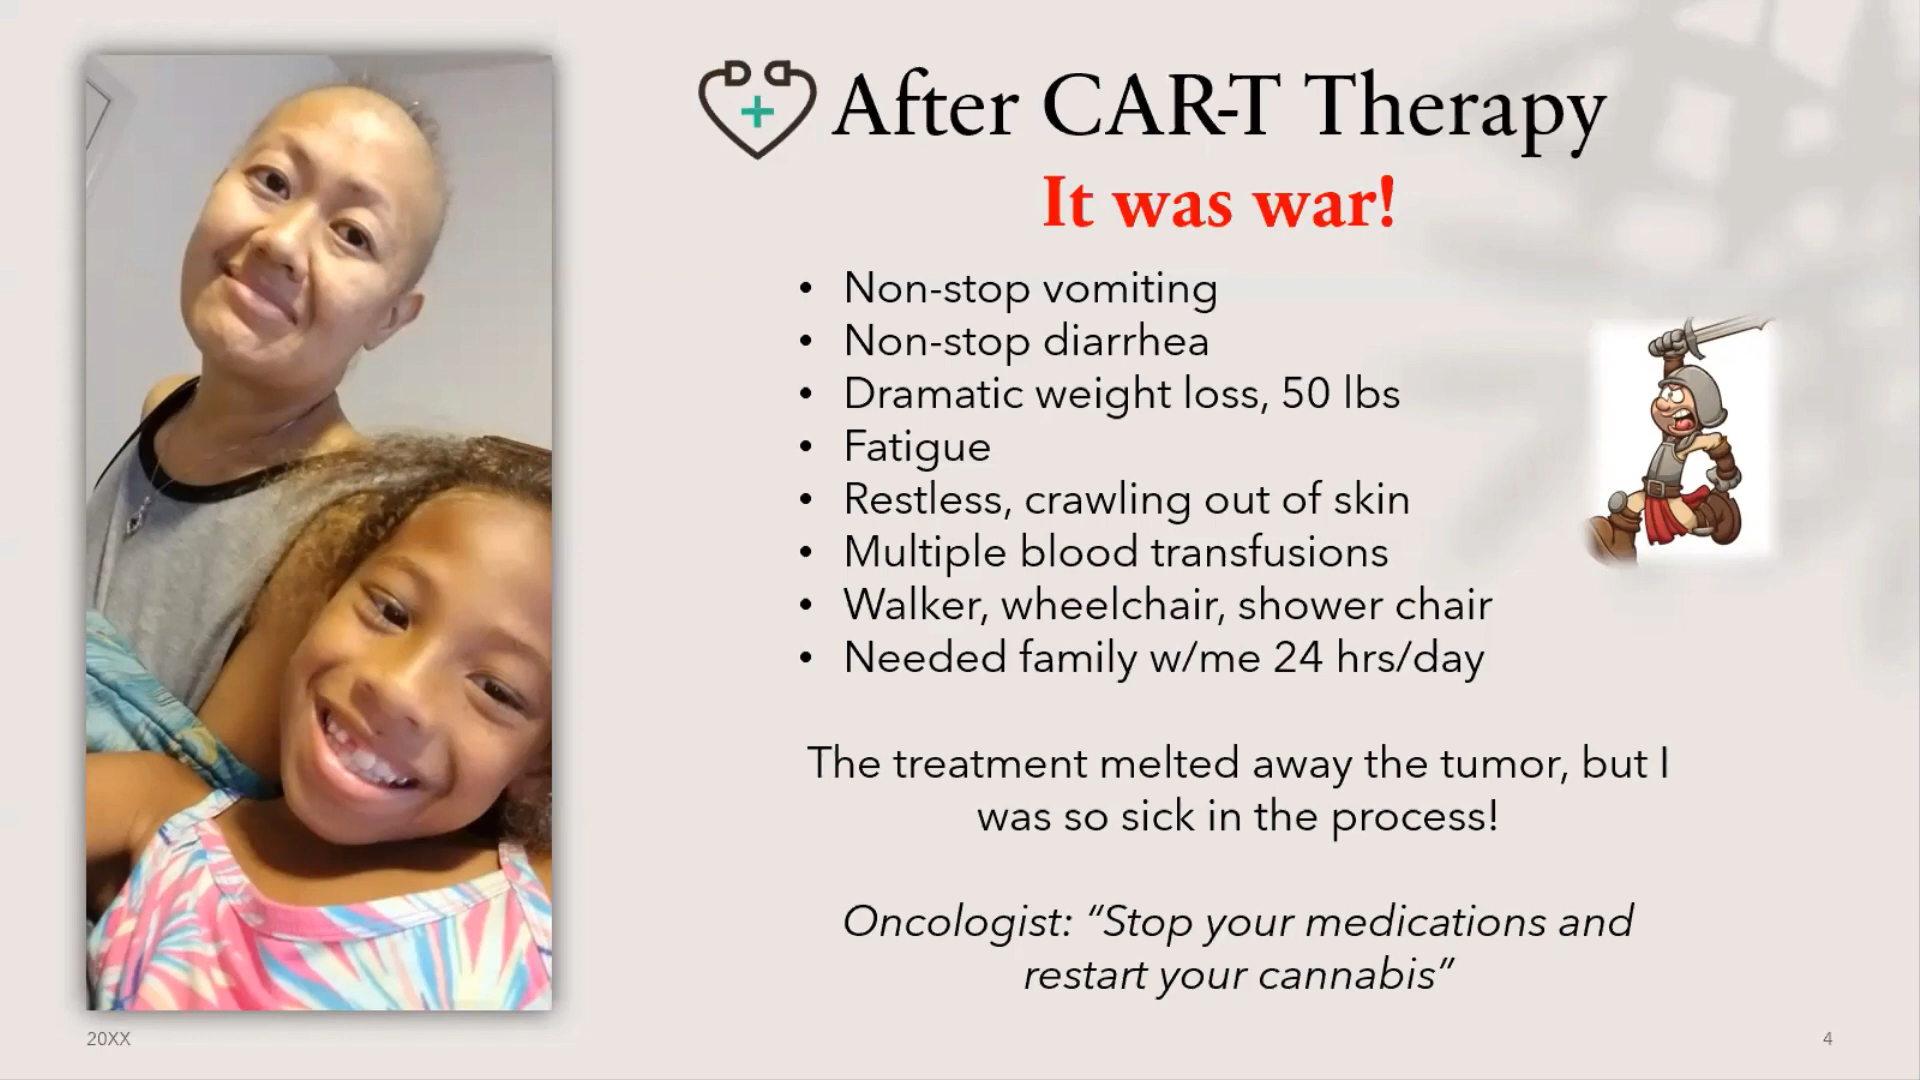 After CAR-T Therapy
It was war!
• Non-stop vomiting
• Non-stop diarrhea
• Dramatic weight loss, 50 lbs
• Fatigue
• Restless, crawling out of skin
• Multiple blood transfusions
• Walker, wheelchair, shower chair
• Needed family w/me 24 hrs/day
The treatment melted away the tumor, but I
was so sick in the process!
Oncologist: “Stop your medications and
restart your cannabis”
20XX
4